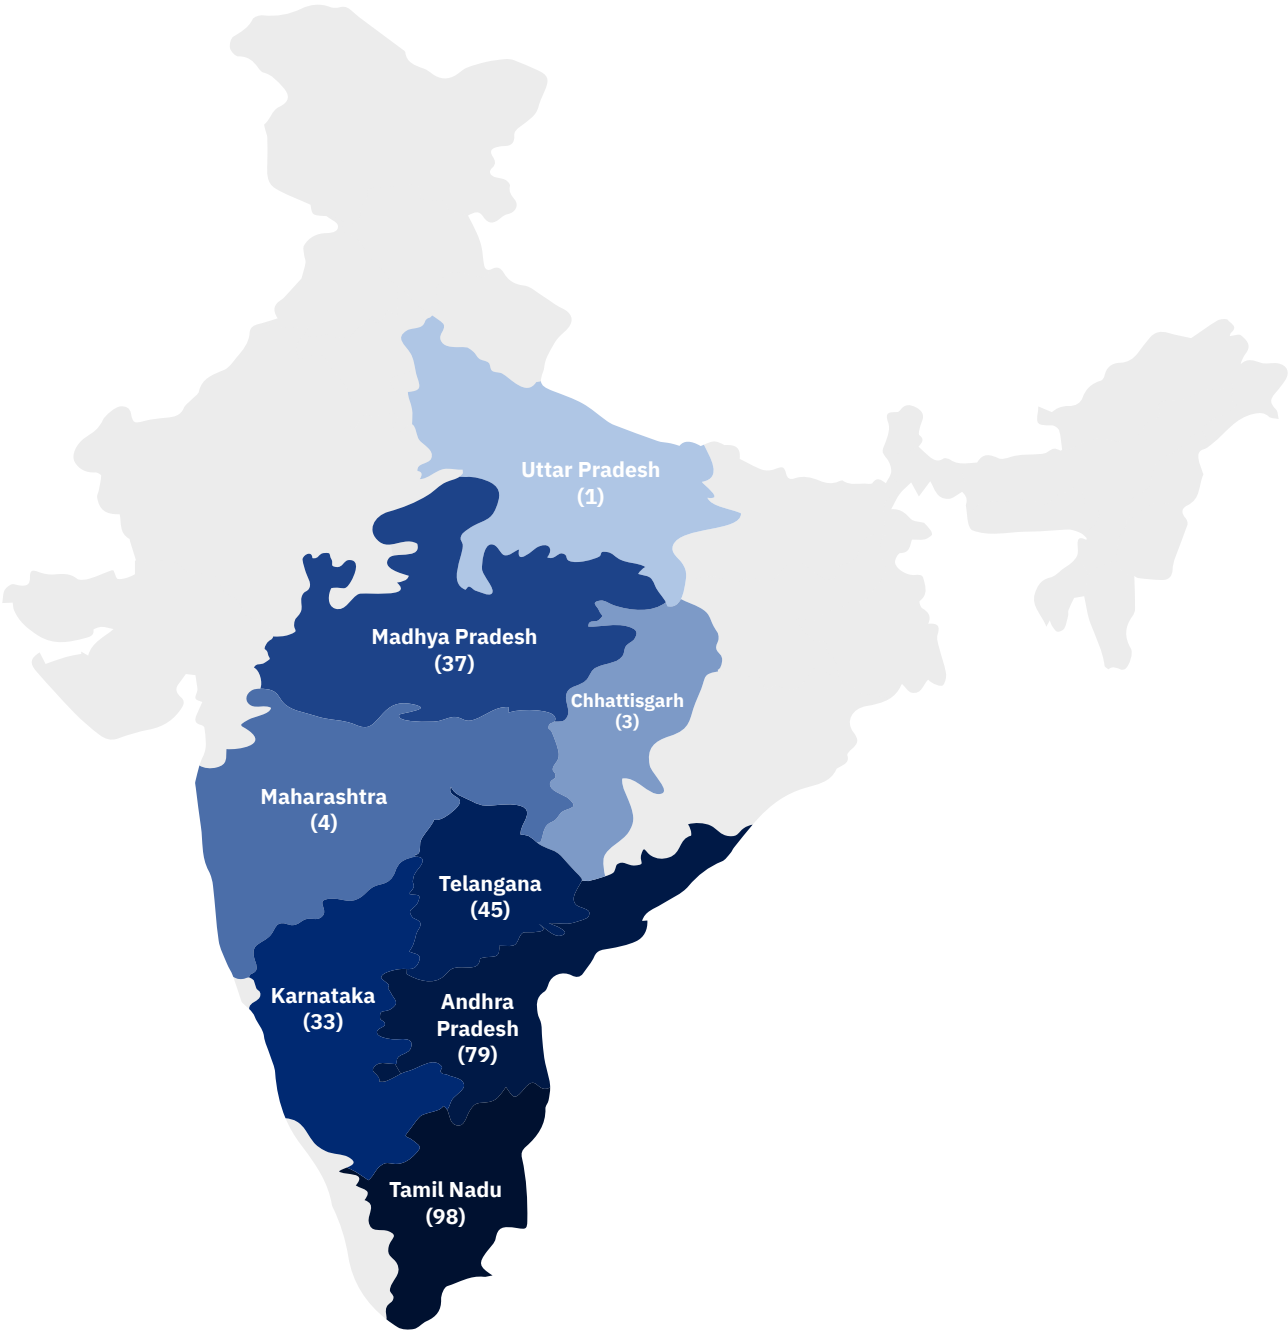 Uttar Pradesh
(1)
Madhya Pradesh
(37)
Chhattisgarh
(3)
Maharashtra
(4)
Telangana
(45)
Karnataka
(33)
Andhra
Pradesh
(79)
Tamil Nadu
(98)